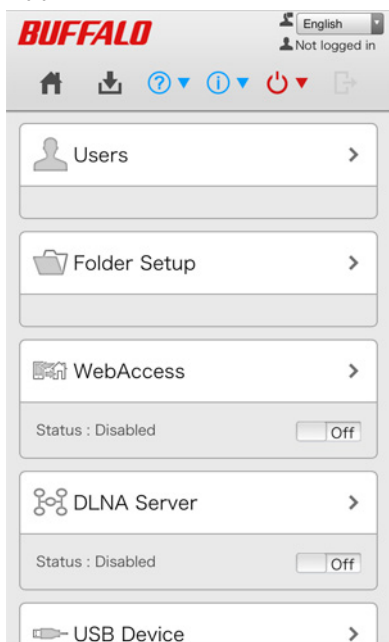 BUFFALO
English
Not logged in
Users
Folder Setup
WebAccess
Status : Disabled
Off
DLNA Server
Status : Disabled
Off
USB Device